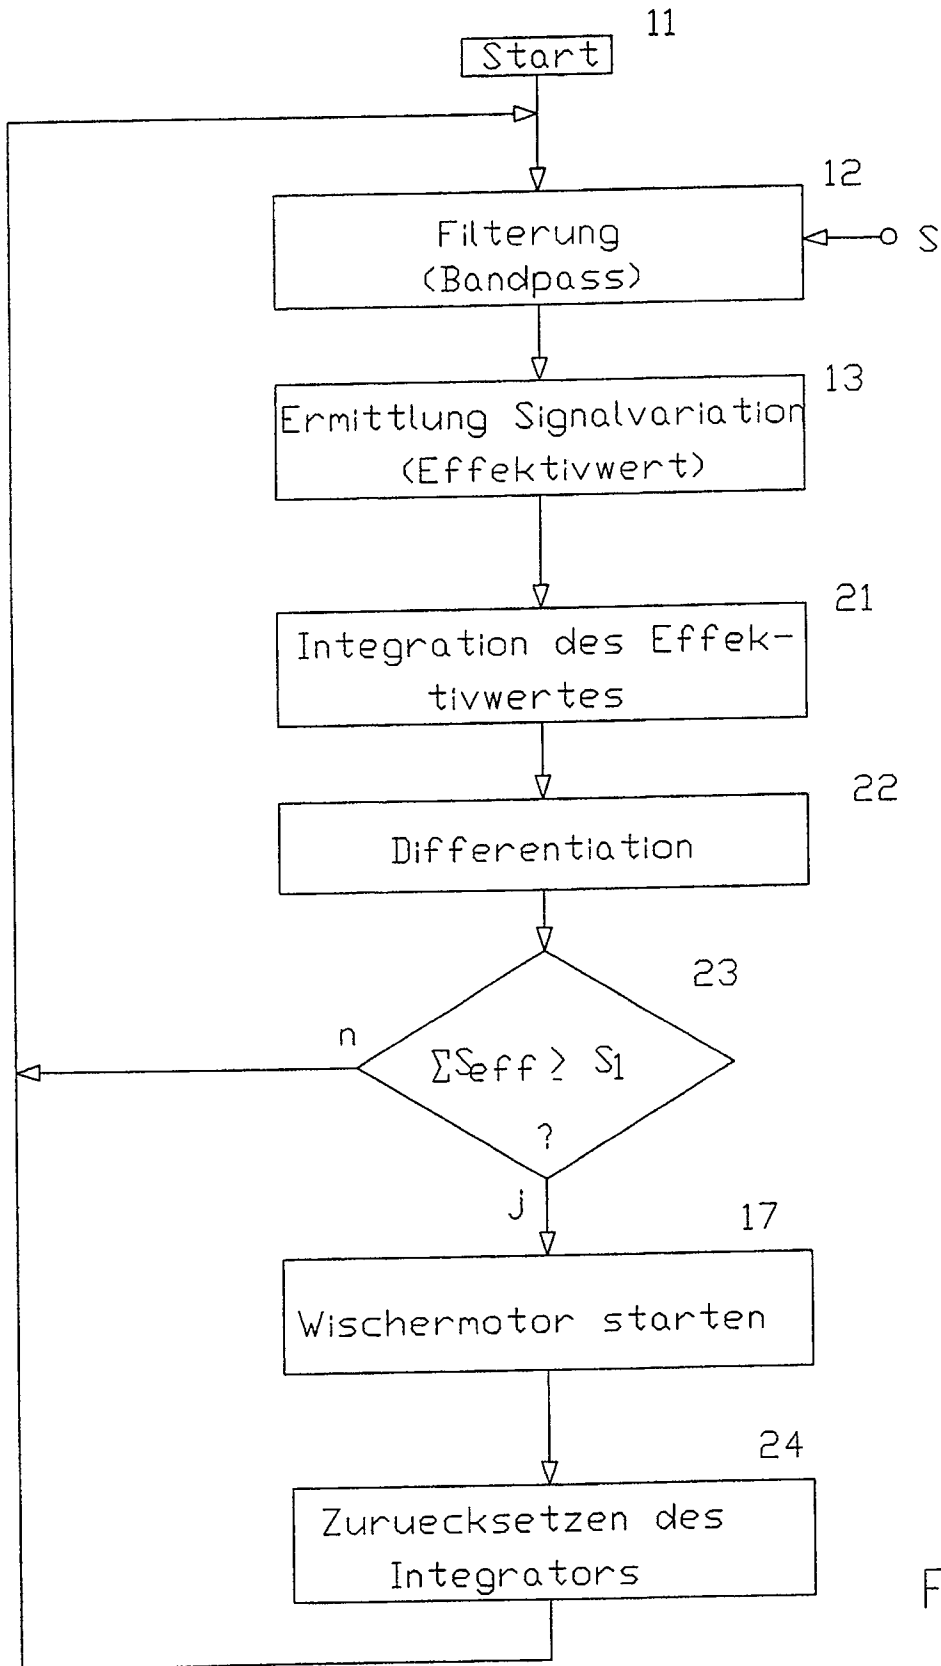 11
Start
12
Filterung
(Bandpass)
S
13
Ermittlung Signalvariation
(Effektivwert)
21
Integration des Effek-
tivwertes
22
Differentiation
23
n
ΣSeff ≥ S1
?
j
17
Wischermotor starten
24
Zuruecksetzen des
Integrators
F